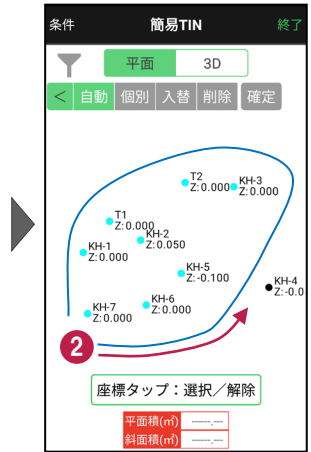 条件 簡易TIN 終了
平面 3D
< 自動 個別 入替 削除 確定
T2
Z:0.000
KH-3
Z:0.000
T1
Z:0.000
KH-2
Z:0.050
KH-1
Z:0.000
KH-5
Z:-0.100
KH-4
Z:-0.0
KH-6
Z:0.000
KH-7
Z:0.000
2
座標タップ：選択／解除
平面積(㎡) -----.---
斜面積(㎡) -----.---